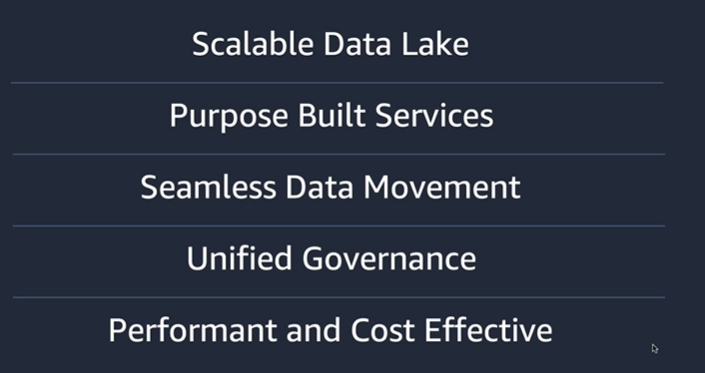 Scalable Data Lake
Purpose Built Services
Seamless Data Movement
Unified Governance
Performant and Cost Effective